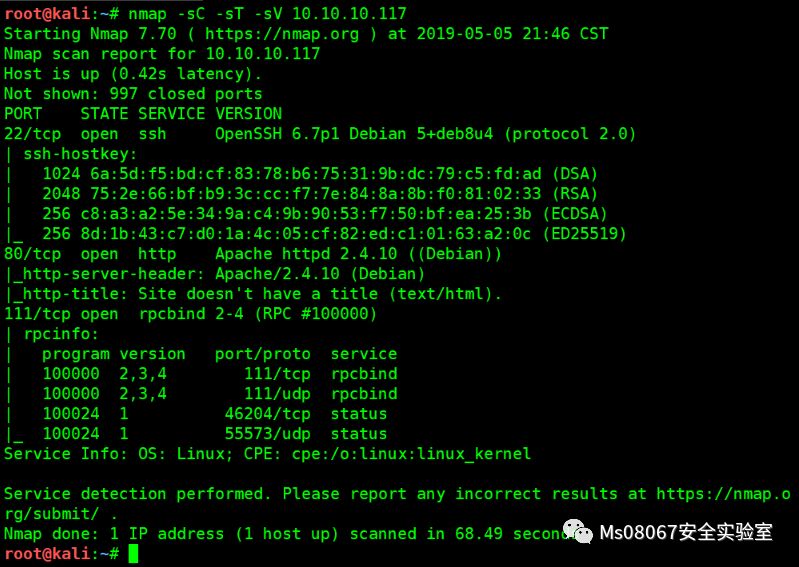 root@kali:~# nmap -sC -sT -sV 10.10.10.117
Starting Nmap 7.70 ( https://nmap.org ) at 2019-05-05 21:46 CST
Nmap scan report for 10.10.10.117
Host is up (0.42s latency).
Not shown: 997 closed ports
PORT    STATE SERVICE VERSION
22/tcp  open  ssh     OpenSSH 6.7p1 Debian 5+deb8u4 (protocol 2.0)
| ssh-hostkey:
|   1024 6a:5d:f5:bd:cf:83:78:b6:75:31:9b:dc:79:c5:fd:ad (DSA)
|   2048 75:2e:66:bf:b9:3c:cc:f7:7e:84:8a:8b:f0:81:02:33 (RSA)
|   256 c8:a3:a2:5e:34:9a:c4:9b:90:53:f7:50:bf:ea:25:3b (ECDSA)
|_  256 8d:1b:43:c7:d0:1a:4c:05:cf:82:ed:c1:01:63:a2:0c (ED25519)
80/tcp  open  http    Apache httpd 2.4.10 ((Debian))
|_http-server-header: Apache/2.4.10 (Debian)
|_http-title: Site doesn't have a title (text/html).
111/tcp open  rpcbind 2-4 (RPC #100000)
| rpcinfo:
|   program version   port/proto  service
|   100000  2,3,4        111/tcp  rpcbind
|   100000  2,3,4        111/udp  rpcbind
|   100024  1          46204/tcp  status
|_  100024  1          55573/udp  status
Service Info: OS: Linux; CPE: cpe:/o:linux:linux_kernel
Service detection performed. Please report any incorrect results at https://nmap.o
rg/submit/ .
Nmap done: 1 IP address (1 host up) scanned in 68.49 second
Ms08067安全实验室
root@kali:~#